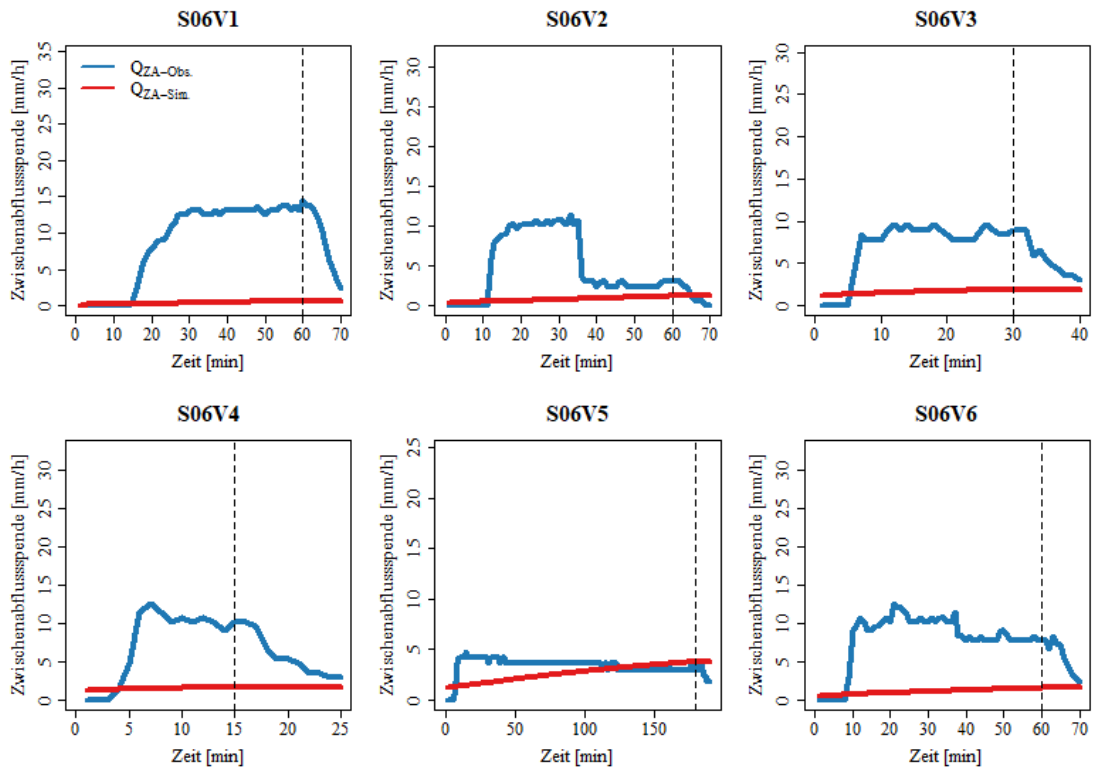 S06V1
S06V2
S06V3
Zwischenabflussspende [mm/h]
0 5 10 15 20 25 30 35
Q_ZA−Obs.
Q_ZA−Sim.
0 10 20 30 40 50 60 70
Zeit [min]
Zwischenabflussspende [mm/h]
0 5 10 15 20 25 30
0 10 20 30 40 50 60 70
Zeit [min]
Zwischenabflussspende [mm/h]
0 5 10 15 20 25 30
0 10 20 30 40
Zeit [min]
S06V4
S06V5
S06V6
Zwischenabflussspende [mm/h]
0 5 10 15 20 25 30
0 5 10 15 20 25
Zeit [min]
Zwischenabflussspende [mm/h]
0 5 10 15 20 25
0 50 100 150
Zeit [min]
Zwischenabflussspende [mm/h]
0 5 10 15 20 25 30
0 10 20 30 40 50 60 70
Zeit [min]